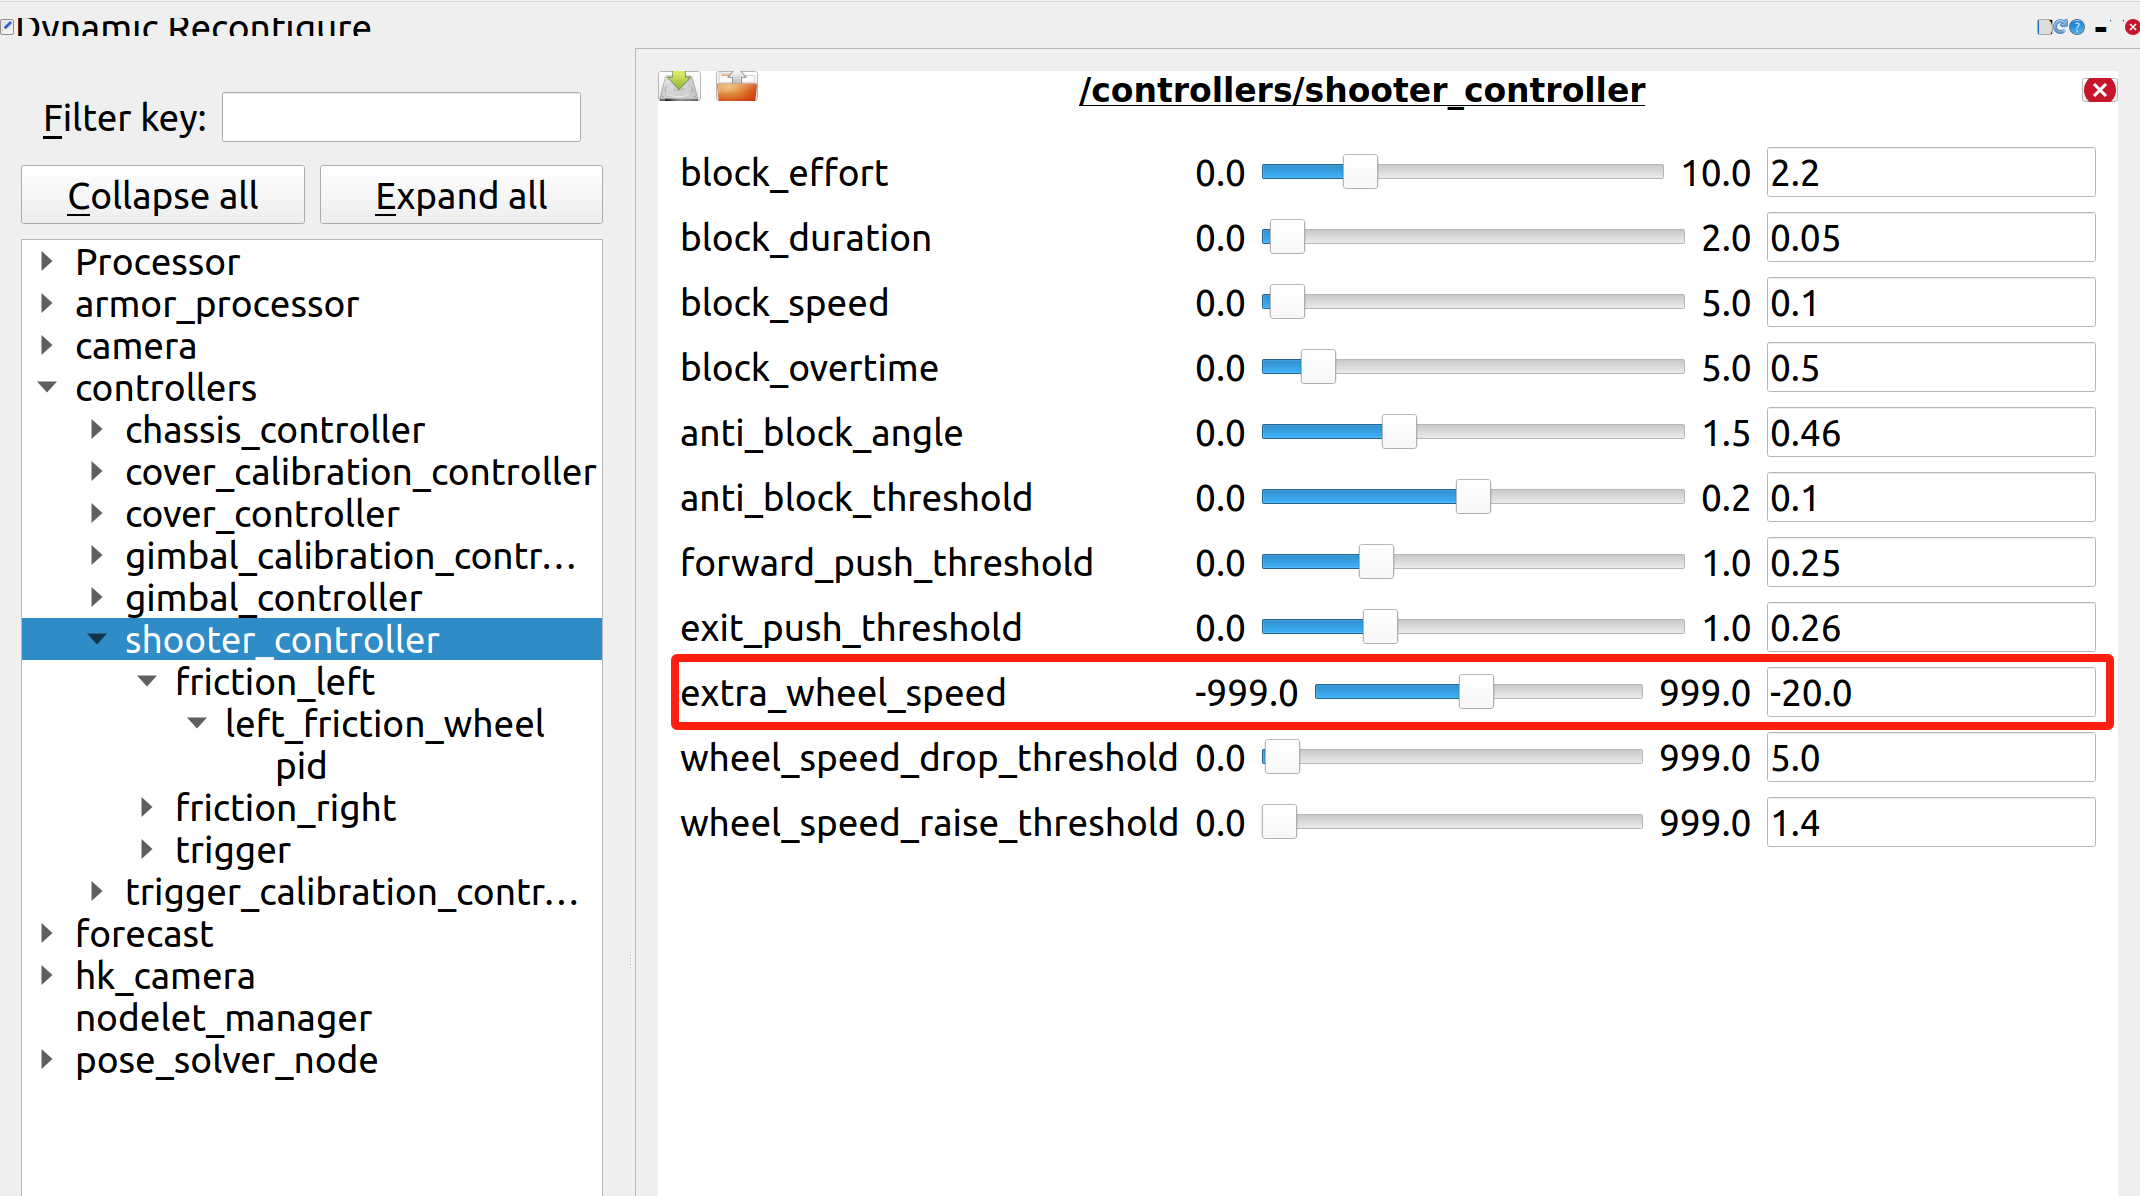 Dynamic Reconfigure
Filter key:
Collapse all Expand all
Processor
armor_processor
camera
controllers
chassis_controller
cover_calibration_controller
cover_controller
gimbal_calibration_contr...
gimbal_controller
shooter_controller
friction_left
left_friction_wheel
pid
friction_right
trigger
trigger_calibration_contr...
forecast
hk_camera
nodelet_manager
pose_solver_node
/controllers/shooter_controller
block_effort 0.0 10.0 2.2
block_duration 0.0 2.0 0.05
block_speed 0.0 5.0 0.1
block_overtime 0.0 5.0 0.5
anti_block_angle 0.0 1.5 0.46
anti_block_threshold 0.0 0.2 0.1
forward_push_threshold 0.0 1.0 0.25
exit_push_threshold 0.0 1.0 0.26
extra_wheel_speed -999.0 999.0 -20.0
wheel_speed_drop_threshold 0.0 999.0 5.0
wheel_speed_raise_threshold 0.0 999.0 1.4